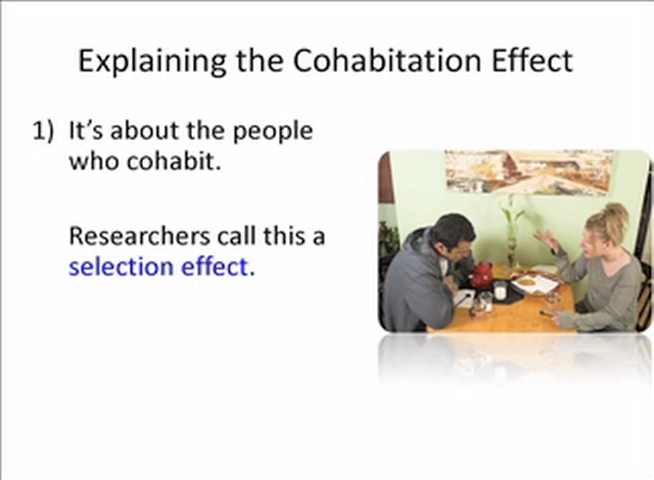 Explaining the Cohabitation Effect
1) It's about the people
who cohabit.
Researchers call this a
selection effect.